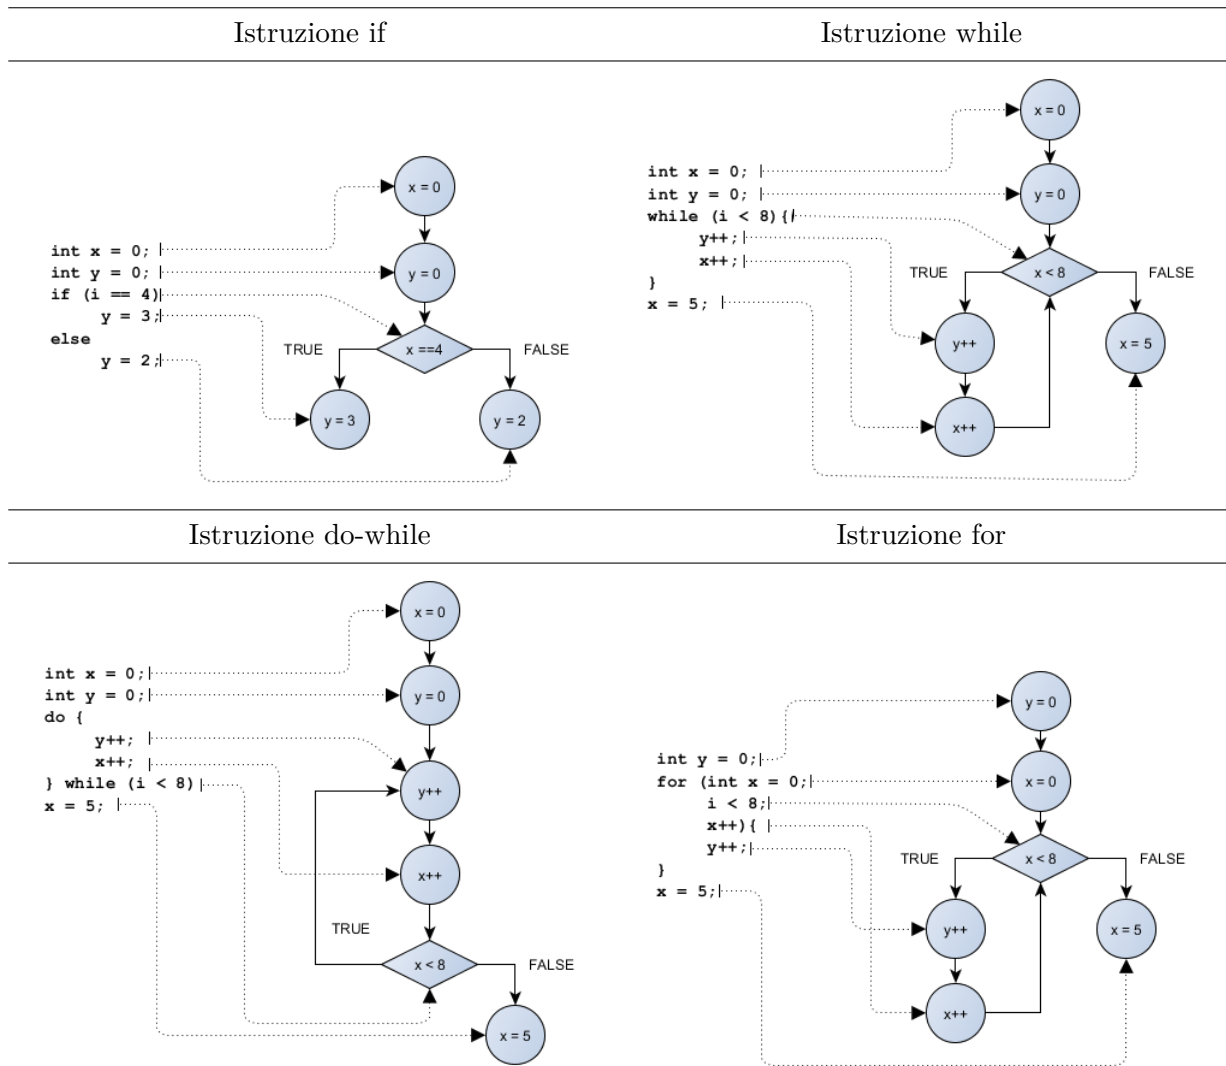 Istruzione if
Istruzione while
int x = 0;
int y = 0;
if (i == 4)
y = 3;
else
y = 2;
x = 0
y = 0
x ==4
TRUE
FALSE
y = 3
y = 2
int x = 0;
int y = 0;
while (i < 8){
y++;
x++;
}
x = 5;
x = 0
y = 0
x < 8
TRUE
FALSE
y++
x = 5
x++
Istruzione do-while
Istruzione for
int x = 0;
int y = 0;
do {
y++;
x++;
} while (i < 8)
x = 5;
x = 0
y = 0
y++
x++
TRUE
x < 8
FALSE
x = 5
int y = 0;
for (int x = 0;
i < 8;
x++){
y++;
}
x = 5;
y = 0
x = 0
x < 8
TRUE
FALSE
y++
x = 5
x++